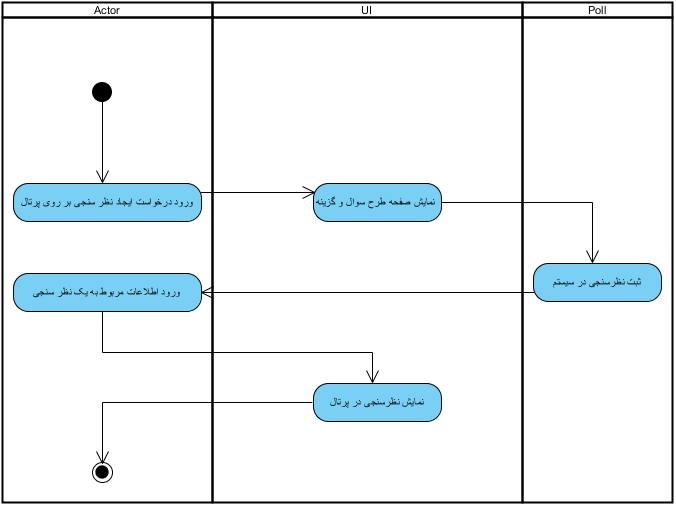 Actor
UI
Poll
ورود درخواست ایجاد نظر سنجی بر روی پرتال
نمایش صفحه طرح سوال و گزینه
ثبت نظرسنجی در سیستم
ورود اطلاعات مربوط به یک نظر سنجی
نمایش نظرسنجی در پرتال